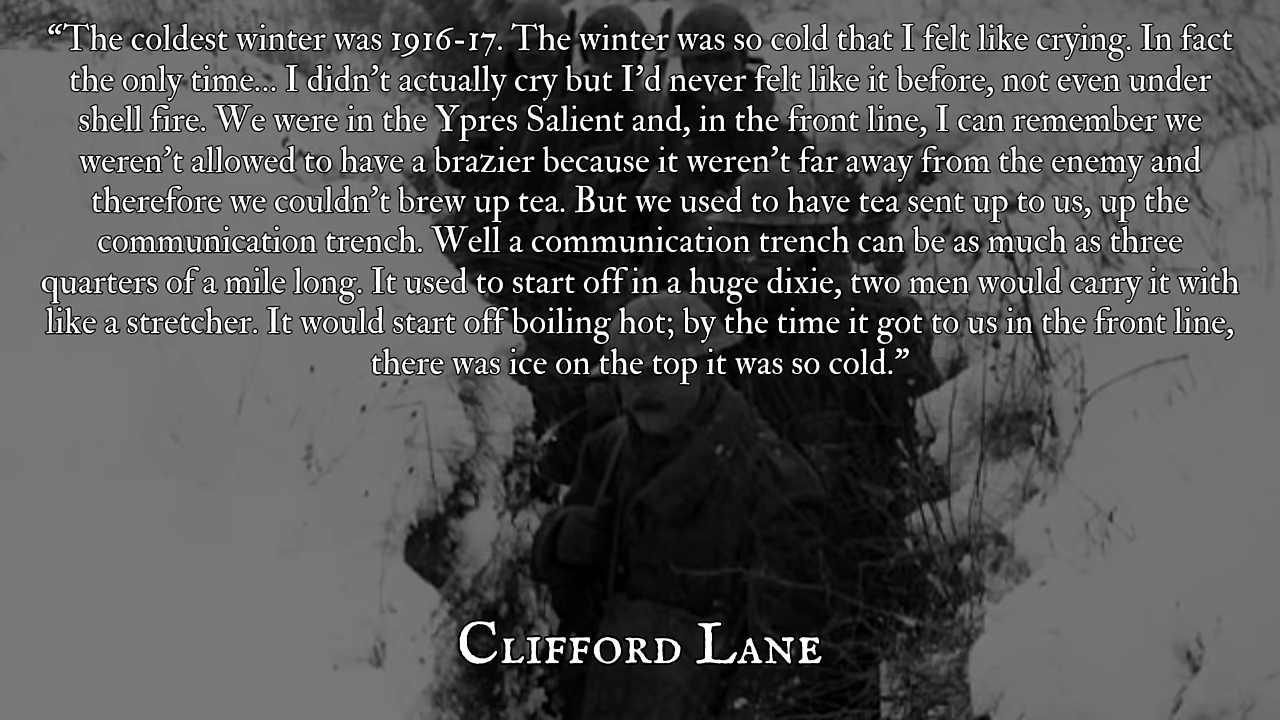 “The coldest winter was 1916-17. The winter was so cold that I felt like crying. In fact
the only time... I didn’t actually cry but I’d never felt like it before, not even under
shell fire. We were in the Ypres Salient and, in the front line, I can remember we
weren’t allowed to have a brazier because it weren’t far away from the enemy and
therefore we couldn’t brew up tea. But we used to have tea sent up to us, up the
communication trench. Well a communication trench can be as much as three
quarters of a mile long. It used to start off in a huge dixie, two men would carry it with
like a stretcher. It would start off boiling hot; by the time it got to us in the front line,
there was ice on the top it was so cold.”
Clifford Lane